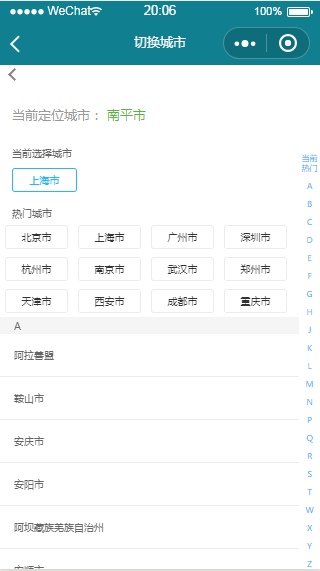 ●●●●● WeChat 20:06 100%
切换城市
当前定位城市： 南平市
当前选择城市
上海市
热门城市
北京市 上海市 广州市 深圳市
杭州市 南京市 武汉市 郑州市
天津市 西安市 成都市 重庆市
A
阿拉善盟
鞍山市
安庆市
安阳市
阿坝藏族羌族自治州
安顺市
当前
热门
A
B
C
D
E
F
G
H
J
K
L
M
N
P
Q
R
S
T
W
X
Y
Z